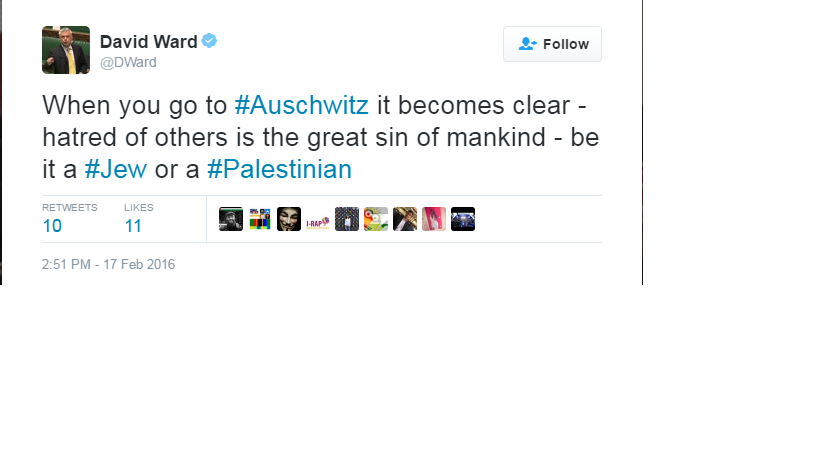 David Ward
@DWard
Follow
When you go to #Auschwitz it becomes clear -
hatred of others is the great sin of mankind - be
it a #Jew or a #Palestinian
RETWEETS LIKES
10 11
I-RAP
2:51 PM - 17 Feb 2016